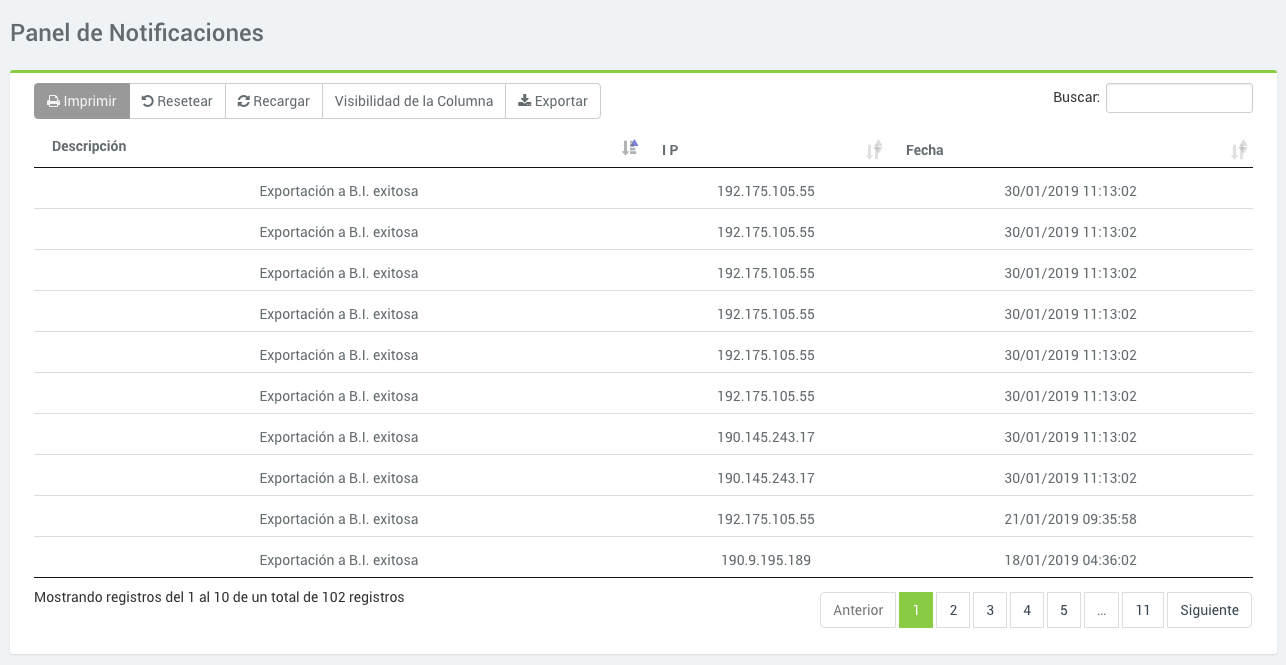 Panel de Notificaciones
Imprimir Resetear Recargar Visibilidad de la Columna Exportar Buscar:
Descripción I P Fecha
Exportación a B.I. exitosa 192.175.105.55 30/01/2019 11:13:02
Exportación a B.I. exitosa 192.175.105.55 30/01/2019 11:13:02
Exportación a B.I. exitosa 192.175.105.55 30/01/2019 11:13:02
Exportación a B.I. exitosa 192.175.105.55 30/01/2019 11:13:02
Exportación a B.I. exitosa 192.175.105.55 30/01/2019 11:13:02
Exportación a B.I. exitosa 192.175.105.55 30/01/2019 11:13:02
Exportación a B.I. exitosa 190.145.243.17 30/01/2019 11:13:02
Exportación a B.I. exitosa 190.145.243.17 30/01/2019 11:13:02
Exportación a B.I. exitosa 192.175.105.55 21/01/2019 09:35:58
Exportación a B.I. exitosa 190.9.195.189 18/01/2019 04:36:02
Mostrando registros del 1 al 10 de un total de 102 registros
Anterior 1 2 3 4 5 ... 11 Siguiente